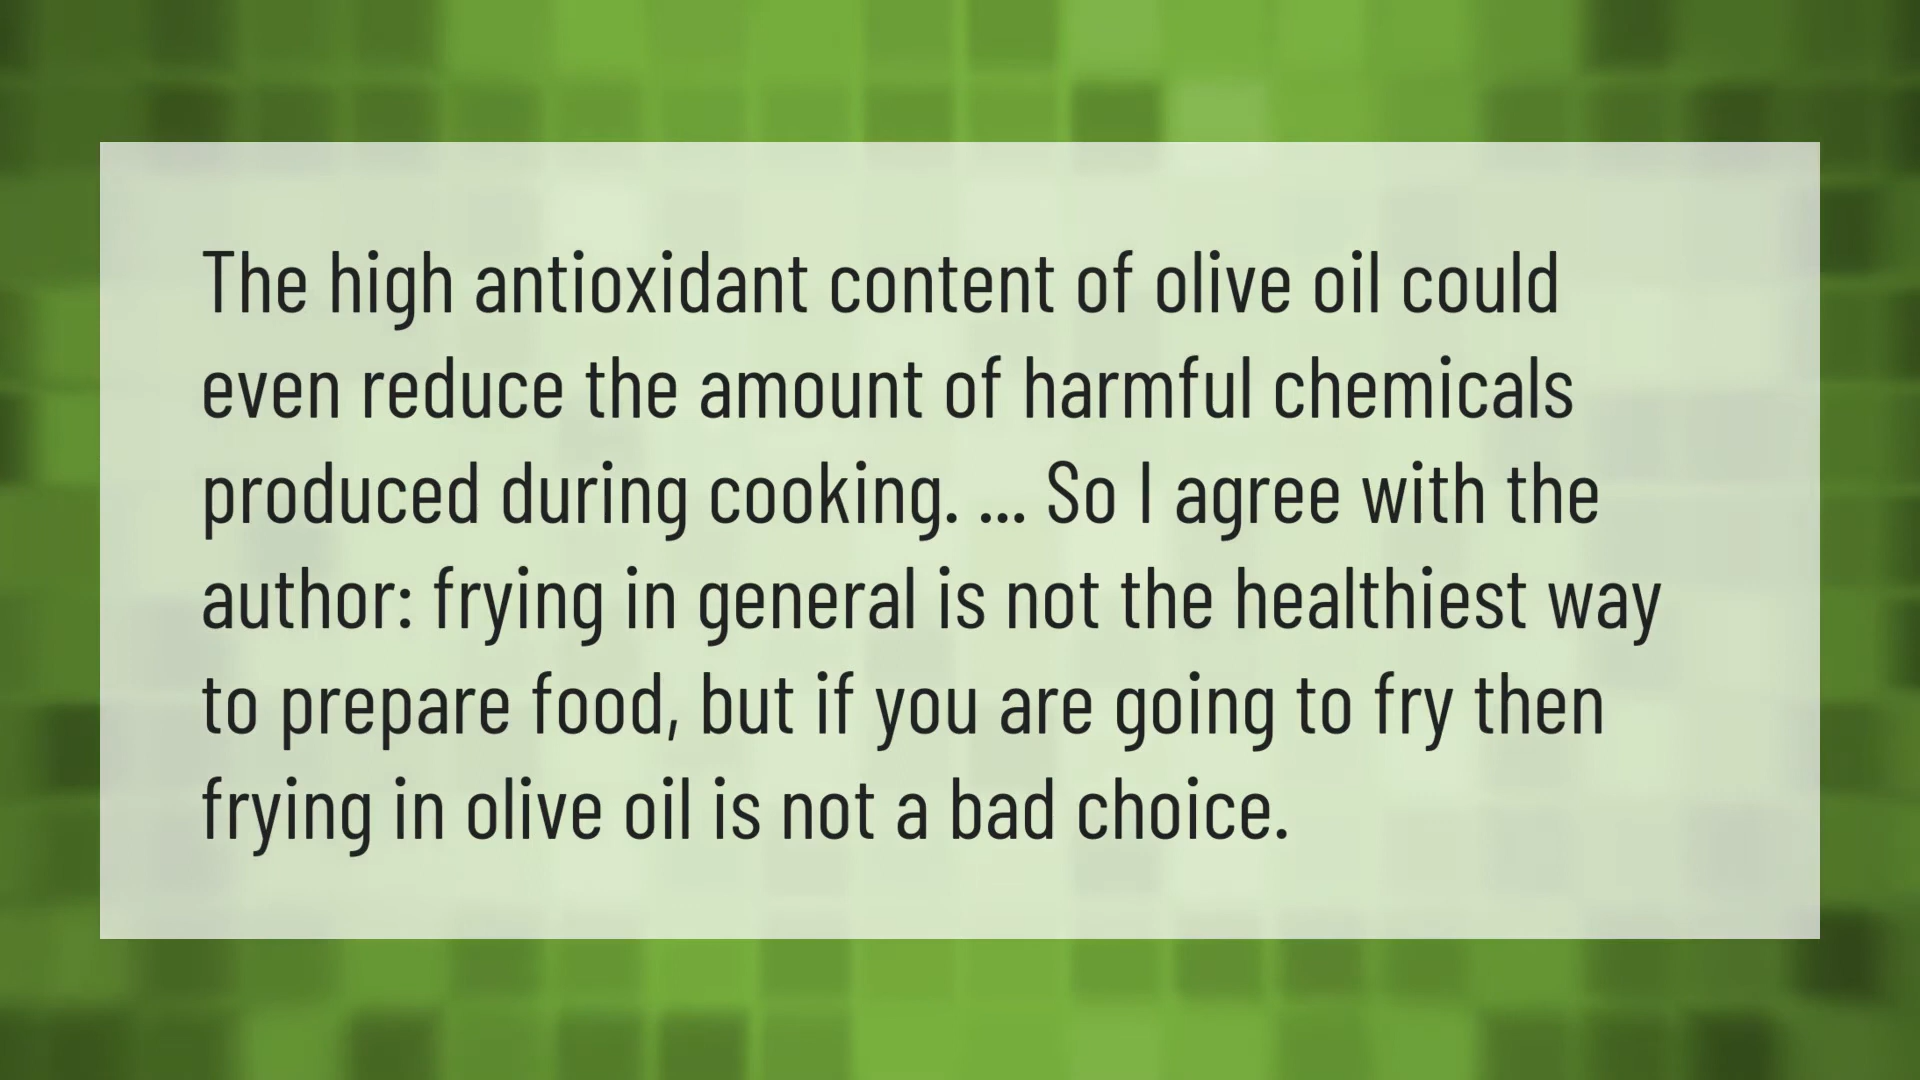 The high antioxidant content of olive oil could
even reduce the amount of harmful chemicals
produced during cooking. ... So I agree with the
author: frying in general is not the healthiest way
to prepare food, but if you are going to fry then
frying in olive oil is not a bad choice.